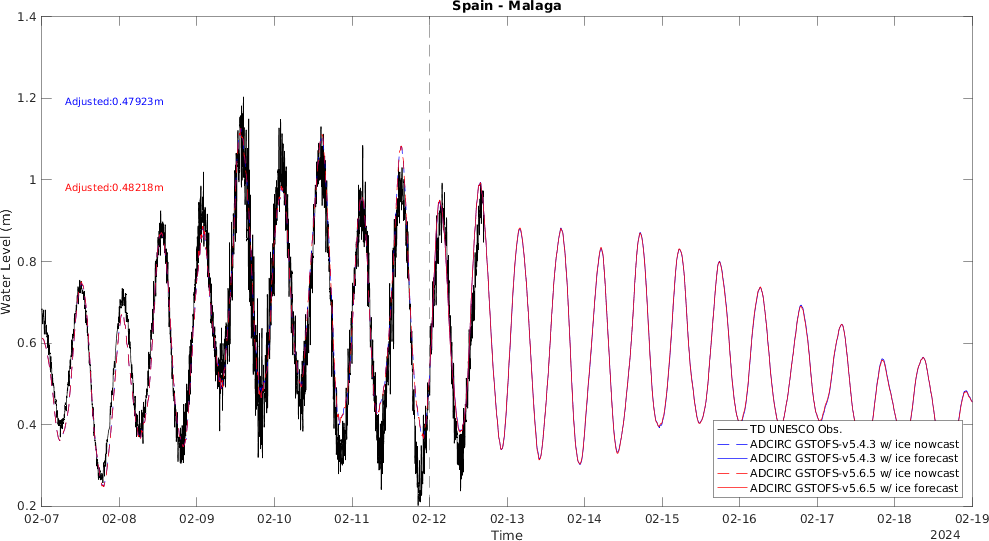 Spain - Malaga
1.4
1.2
1
0.8
0.6
0.4
0.2
Water Level (m)
Adjusted:0.47923m
Adjusted:0.48218m
TD UNESCO Obs.
ADCIRC GSTOFS-v5.4.3 w/ ice nowcast
ADCIRC GSTOFS-v5.4.3 w/ ice forecast
ADCIRC GSTOFS-v5.6.5 w/ ice nowcast
ADCIRC GSTOFS-v5.6.5 w/ ice forecast
02-07 02-08 02-09 02-10 02-11 02-12 02-13 02-14 02-15 02-16 02-17 02-18 02-19
Time
2024